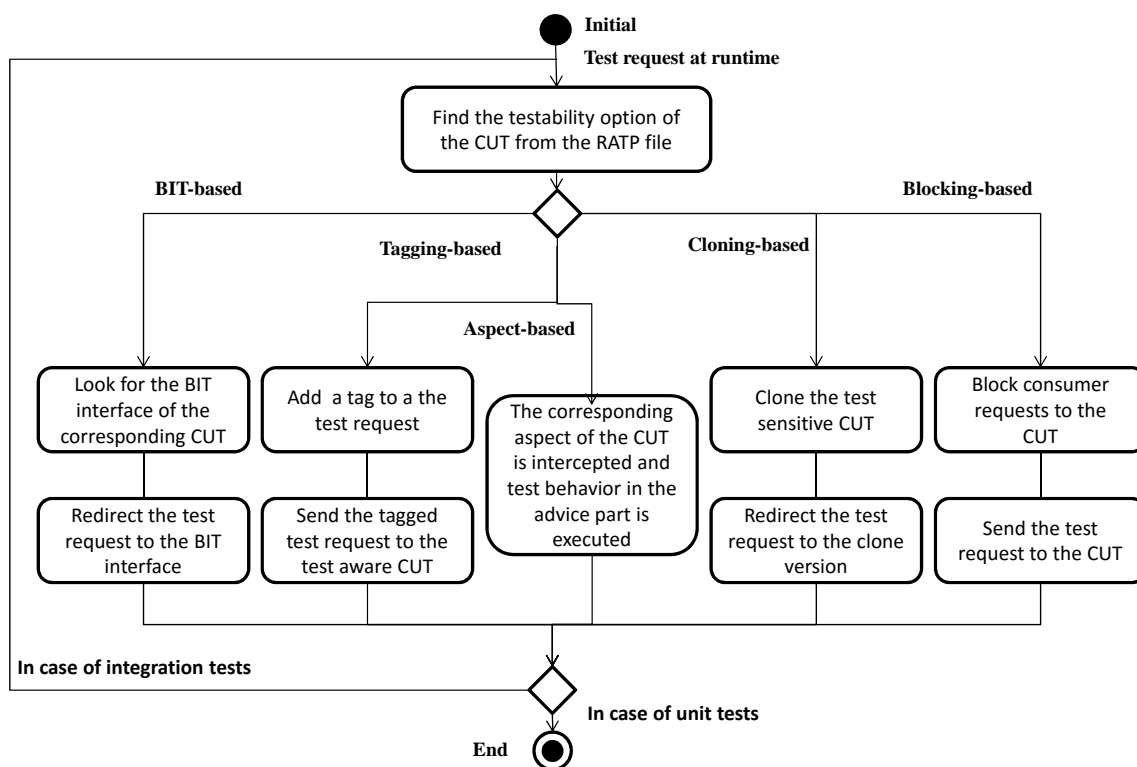 Initial
Test request at runtime
Find the testability option of
the CUT from the RATP file
BIT-based
Blocking-based
Tagging-based
Cloning-based
Aspect-based
Look for the BIT
interface of the
corresponding CUT
Add  a tag to a the
test request
The corresponding
aspect of the CUT
is intercepted and
test behavior in the
advice part is
executed
Clone the test
sensitive CUT
Block consumer
requests to the
CUT
Redirect the test
request to the BIT
interface
Send the tagged
test request to the
test aware CUT
Redirect the test
request to the clone
version
Send the test
request to the CUT
In case of integration tests
In case of unit tests
End